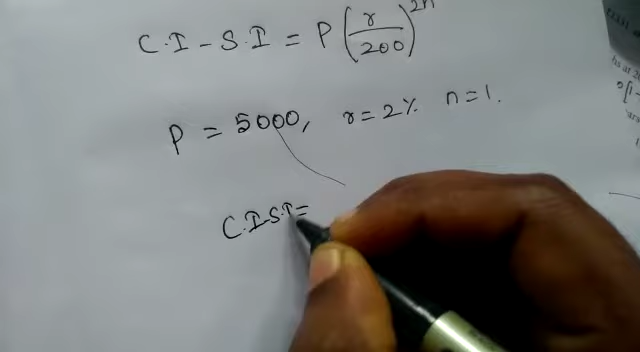 C.I - S.I = P(r/200)^2n
P = 5000, r = 2% n = 1.
C.I-S.I =